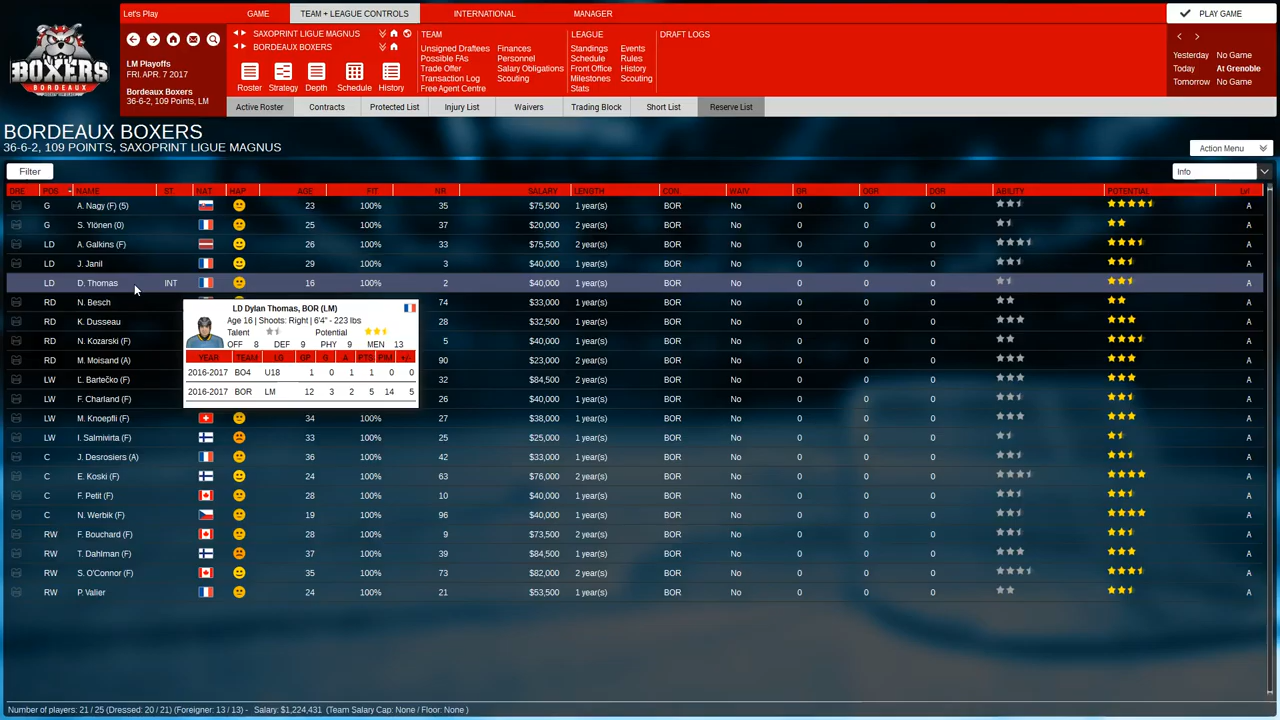 Let's Play
GAME
TEAM + LEAGUE CONTROLS
INTERNATIONAL
MANAGER
PLAY GAME
BOXERS
BORDEAUX
LM Playoffs
FRI. APR. 7 2017
Bordeaux Boxers
36-6-2, 109 Points, LM
SAXOPRINT LIGUE MAGNUS
BORDEAUX BOXERS
Roster Strategy Depth Schedule History
TEAM
Unsigned Draftees Finances
Possible FAs Personnel
Trade Offer Salary Obligations
Transaction Log Scouting
Free Agent Centre
LEAGUE
Standings Events
Schedule Rules
Front Office History
Milestones Scouting
Stats
DRAFT LOGS
Yesterday No Game
Today At Grenoble
Tomorrow No Game
Active Roster Contracts Protected List Injury List Waivers Trading Block Short List Reserve List
BORDEAUX BOXERS
36-6-2, 109 POINTS, SAXOPRINT LIGUE MAGNUS
Action Menu
Filter
Info
DRE POS NAME ST. NAT HAP AGE FIT NR SALARY LENGTH CON. WAIV GR OGR DGR ABILITY POTENTIAL Lvl
G A. Nagy (F) (5) 23 100% 35 $75,500 1 year(s) BOR No 0 0 0 A
G S. Ylönen (0) 25 100% 37 $20,000 2 year(s) BOR No 0 0 0 A
LD A. Galkins (F) 26 100% 33 $75,500 2 year(s) BOR No 0 0 0 A
LD J. Janil 29 100% 3 $40,000 1 year(s) BOR No 0 0 0 A
LD D. Thomas INT 16 100% 2 $40,000 1 year(s) BOR No 0 0 0 A
RD N. Besch 74 $33,000 1 year(s) BOR No 0 0 0 A
RD K. Dusseau 28 $32,500 1 year(s) BOR No 0 0 0 A
RD N. Kozarski (F) 5 $40,000 1 year(s) BOR No 0 0 0 A
RD M. Moisand (A) 90 $23,000 1 year(s) BOR No 0 0 0 A
LW Ľ. Bartečko (F) 32 $84,500 1 year(s) BOR No 0 0 0 A
LW F. Charland (F) 26 $40,000 1 year(s) BOR No 0 0 0 A
LW M. Knoepfli (F) 34 100% 27 $38,000 1 year(s) BOR No 0 0 0 A
LW I. Salmivirta (F) 33 100% 25 $25,000 1 year(s) BOR No 0 0 0 A
C J. Desrosiers (A) 36 100% 42 $33,000 1 year(s) BOR No 0 0 0 A
C E. Koski (F) 24 100% 63 $76,000 2 year(s) BOR No 0 0 0 A
C F. Petit (F) 28 100% 10 $40,000 1 year(s) BOR No 0 0 0 A
C N. Werbik (F) 19 100% 96 $40,000 1 year(s) BOR No 0 0 0 A
RW F. Bouchard (F) 28 100% 9 $73,500 2 year(s) BOR No 0 0 0 A
RW T. Dahlman (F) 37 100% 39 $84,500 1 year(s) BOR No 0 0 0 A
RW S. O'Connor (F) 35 100% 73 $82,000 2 year(s) BOR No 0 0 0 A
RW P. Valier 24 100% 21 $53,500 1 year(s) BOR No 0 0 0 A
LD Dylan Thomas, BOR (LM)
Age 16 | Shoots: Right | 6'4" - 223 lbs
Talent Potential
OFF 8 DEF 9 PHY 9 MEN 13
YEAR TEAM LG GP G A PTS PIM +/-
2016-2017 BO4 U18 1 0 1 1 0 0
2016-2017 BOR LM 12 3 2 5 14 5
Number of players: 21 / 25 (Dressed: 20 / 21) (Foreigner: 13 / 13) - Salary: $1,224,431 (Team Salary Cap: None / Floor: None )